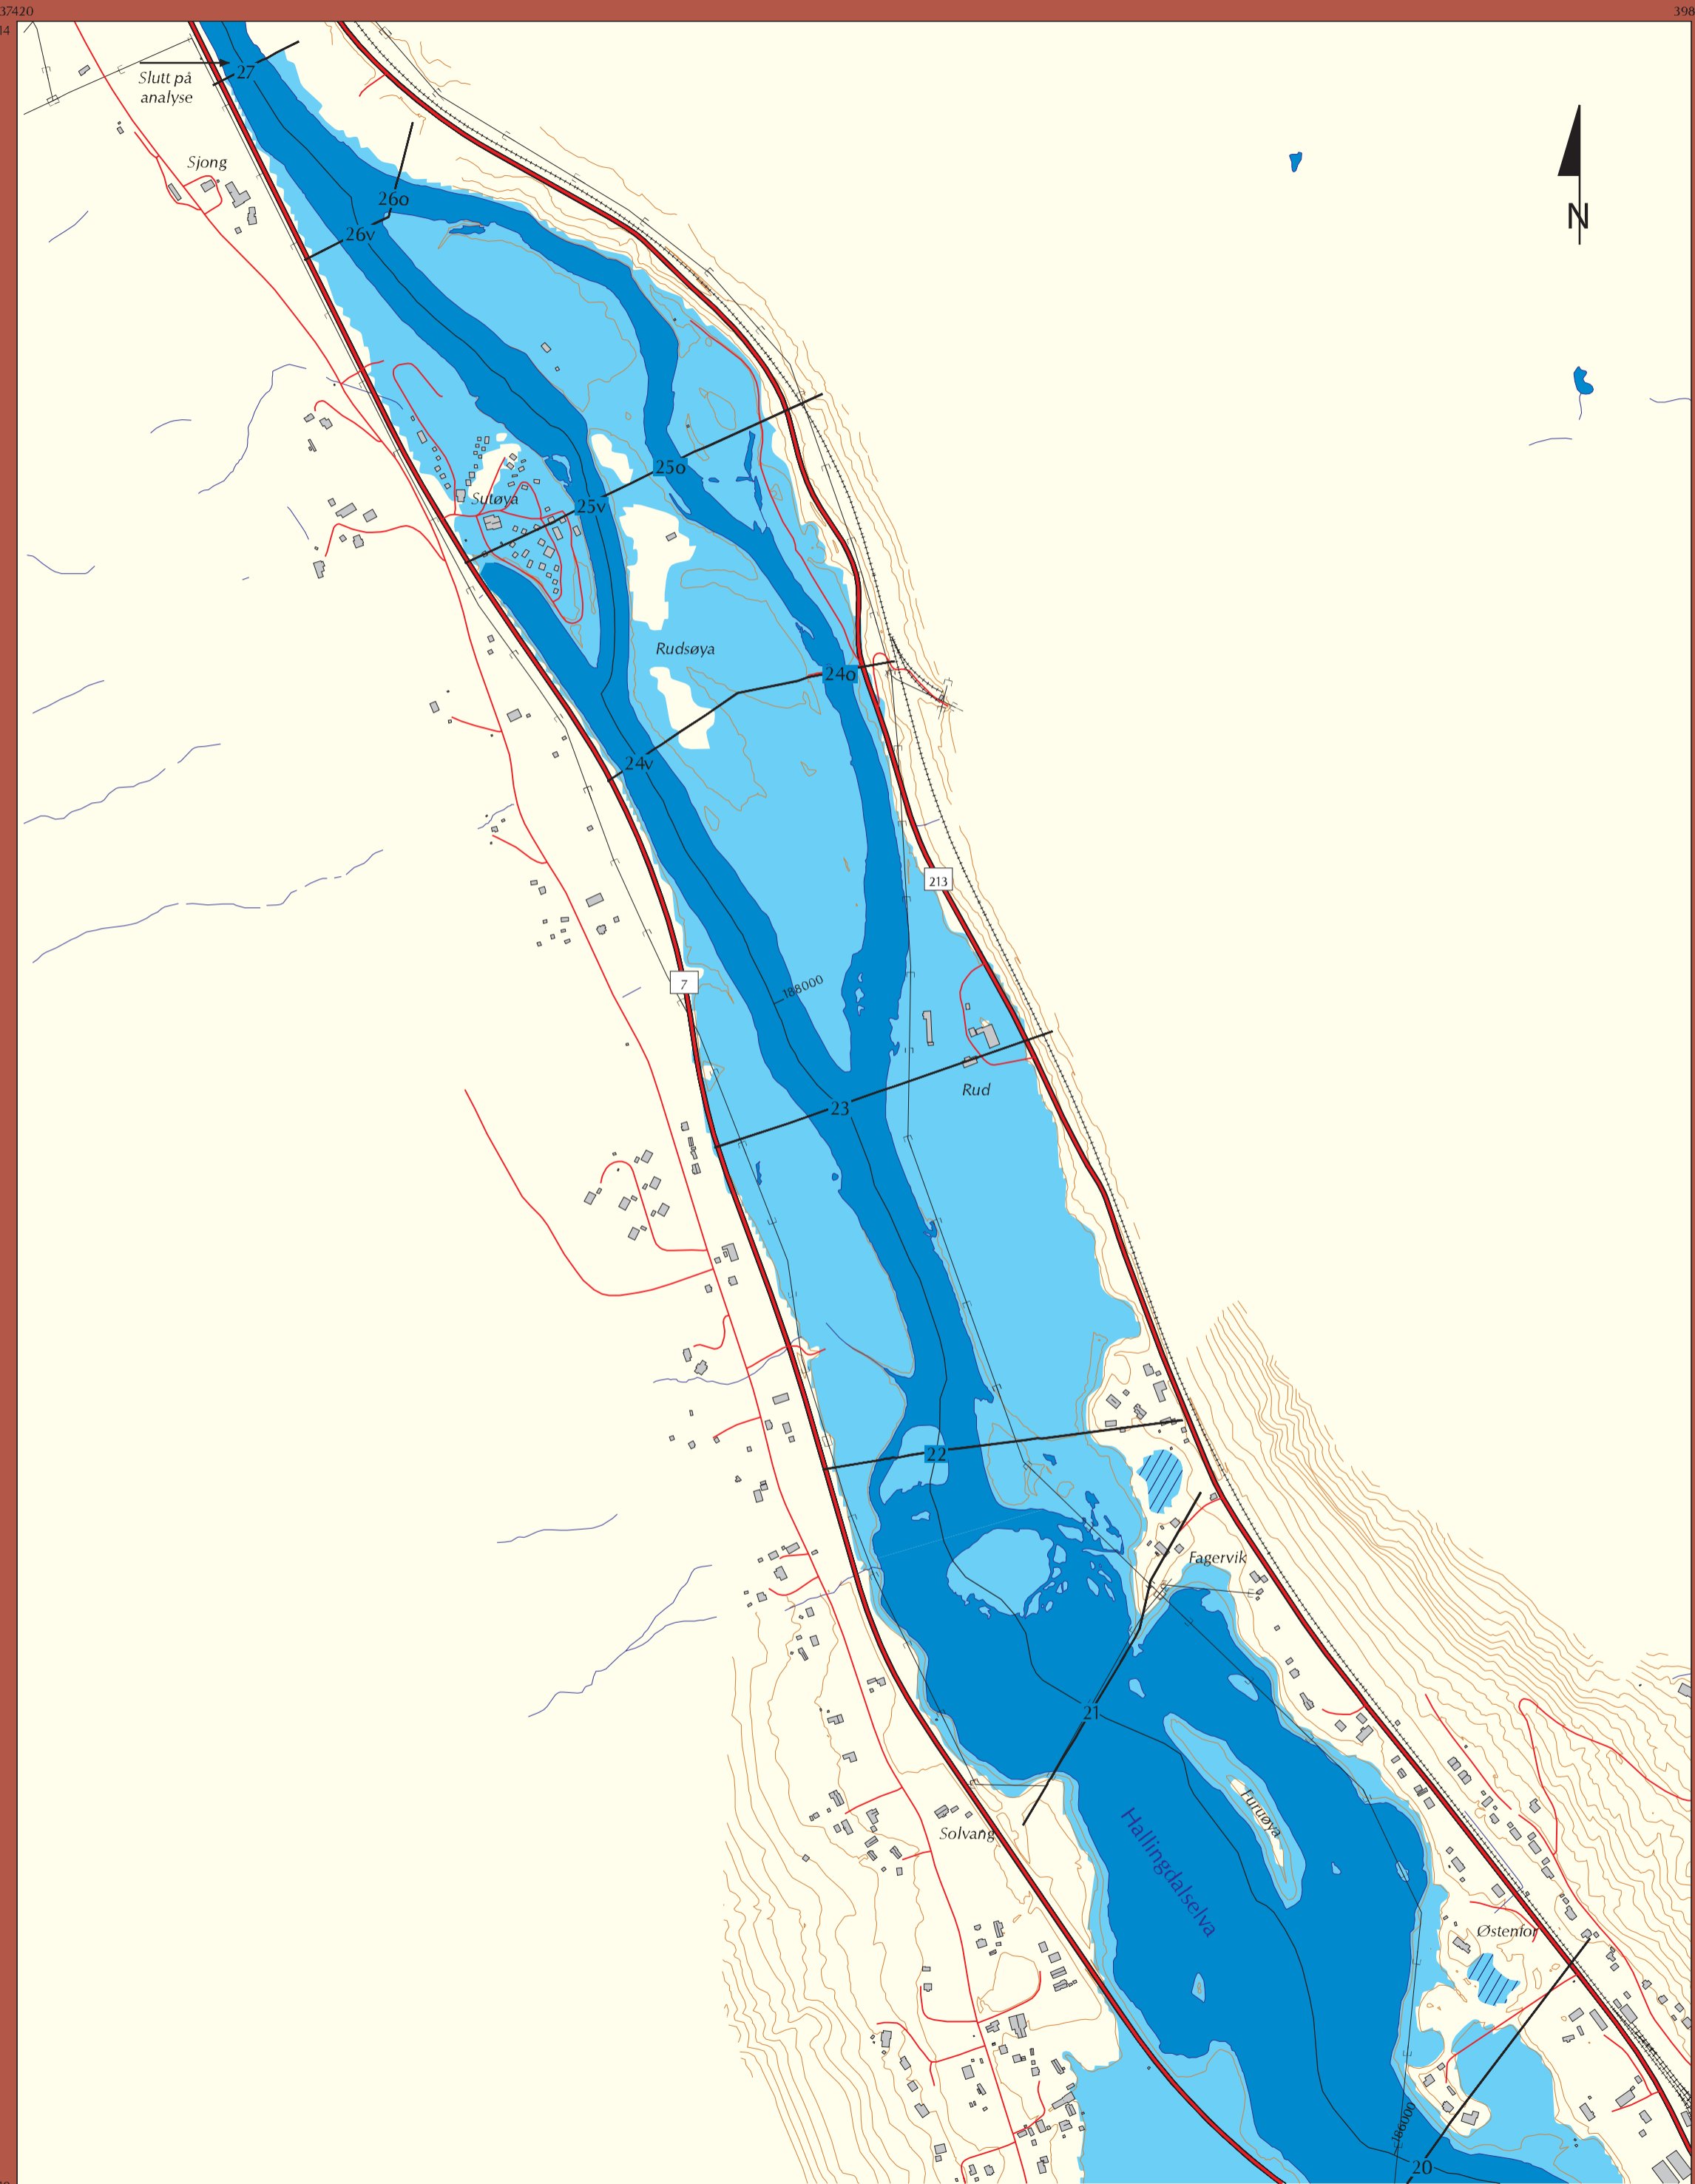 37420
398
14
27
Slutt på
analyse
Sjong
26o
26v
N
25o
Sutøya
25v
Rudsøya
24o
24v
213
7
188000
23
Rud
22
Fagervik
21
Furuøya
Hallingdalselva
Solvang
Østenfor
186000
20